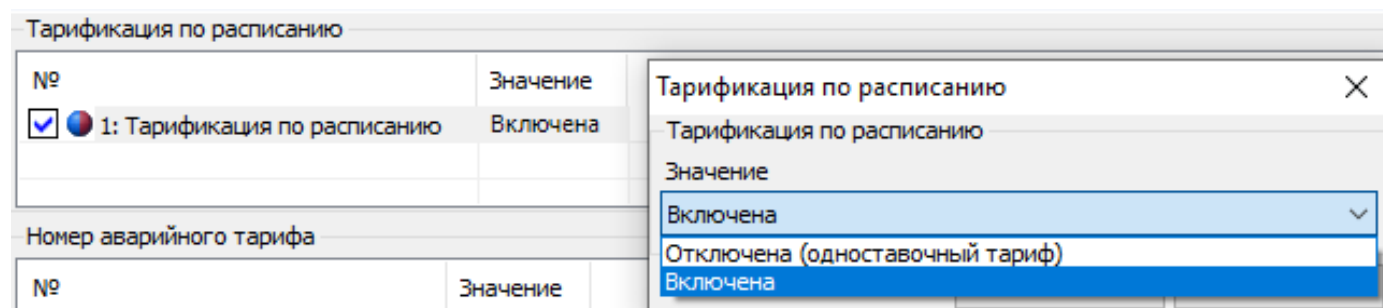 Тарификация по расписанию
№ Значение
1: Тарификация по расписанию Включена
Номер аварийного тарифа
№ Значение
Тарификация по расписанию
Тарификация по расписанию
Значение
Включена
Отключена (одноставочный тариф)
Включена